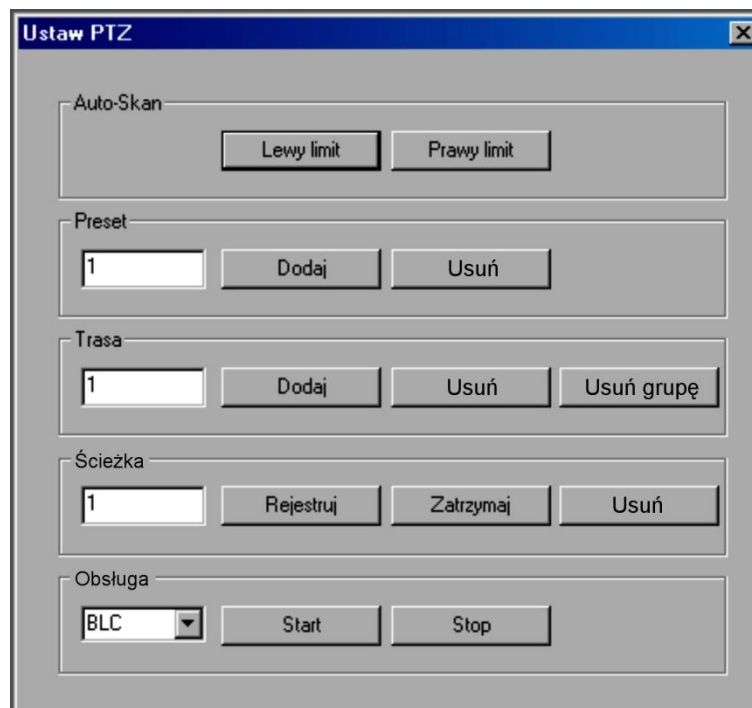 Ustaw PTZ
Auto-Skan
Lewy limit Prawy limit
Preset
1 Dodaj Usuń
Trasa
1 Dodaj Usuń Usuń grupę
Ścieżka
1 Rejestruj Zatrzymaj Usuń
Obsługa
BLC Start Stop